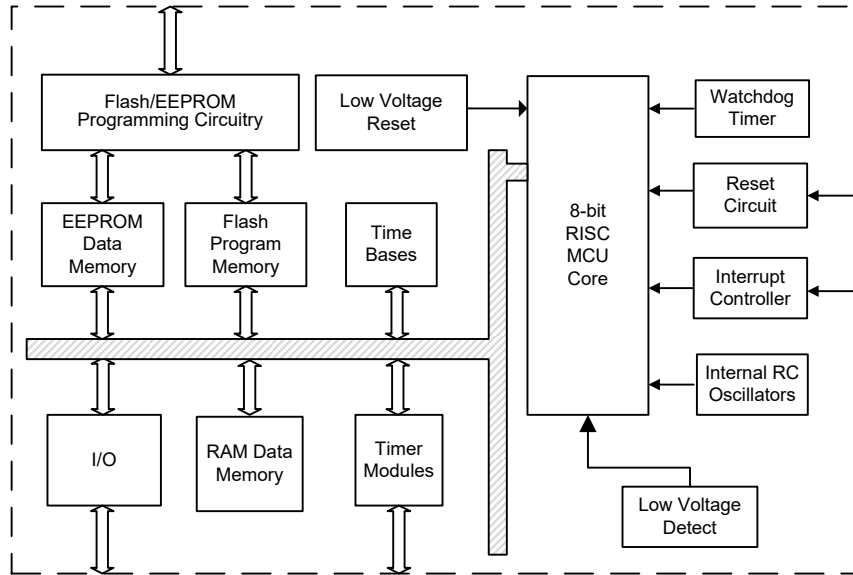 Flash/EEPROM
Programming Circuitry
Low Voltage
Reset
Watchdog
Timer
Reset
Circuit
EEPROM
Data
Memory
Flash
Program
Memory
Time
Bases
8-bit
RISC
MCU
Core
Interrupt
Controller
Internal RC
Oscillators
I/O
RAM Data
Memory
Timer
Modules
Low Voltage
Detect